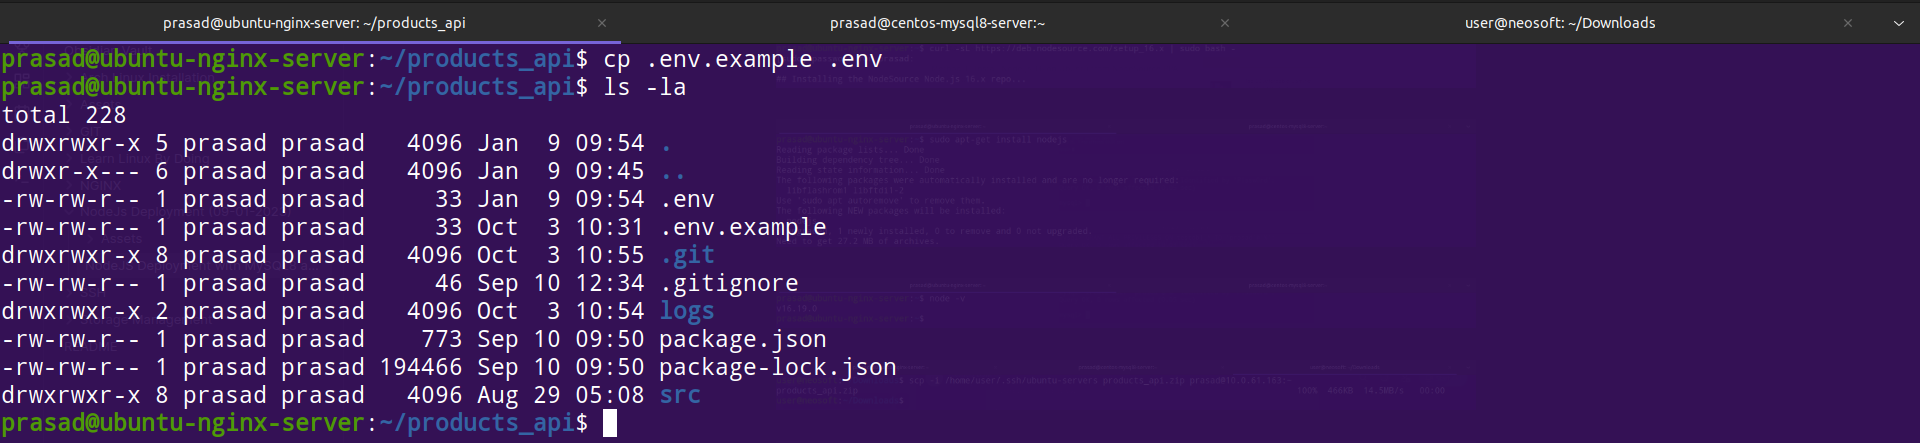 prasad@ubuntu-nginx-server: ~/products_api × prasad@centos-mysql8-server:~ × user@neosoft: ~/Downloads ×
prasad@ubuntu-nginx-server:~/products_api$ cp .env.example .env
prasad@ubuntu-nginx-server:~/products_api$ ls -la
total 228
drwxrwxr-x 5 prasad prasad   4096 Jan  9 09:54 .
drwxr-x--- 6 prasad prasad   4096 Jan  9 09:45 ..
-rw-rw-r-- 1 prasad prasad     33 Jan  9 09:54 .env
-rw-rw-r-- 1 prasad prasad     33 Oct  3 10:31 .env.example
drwxrwxr-x 8 prasad prasad   4096 Oct  3 10:55 .git
-rw-rw-r-- 1 prasad prasad     46 Sep 10 12:34 .gitignore
drwxrwxr-x 2 prasad prasad   4096 Oct  3 10:54 logs
-rw-rw-r-- 1 prasad prasad    773 Sep 10 09:50 package.json
-rw-rw-r-- 1 prasad prasad 194466 Sep 10 09:50 package-lock.json
drwxrwxr-x 8 prasad prasad   4096 Aug 29 05:08 src
prasad@ubuntu-nginx-server:~/products_api$